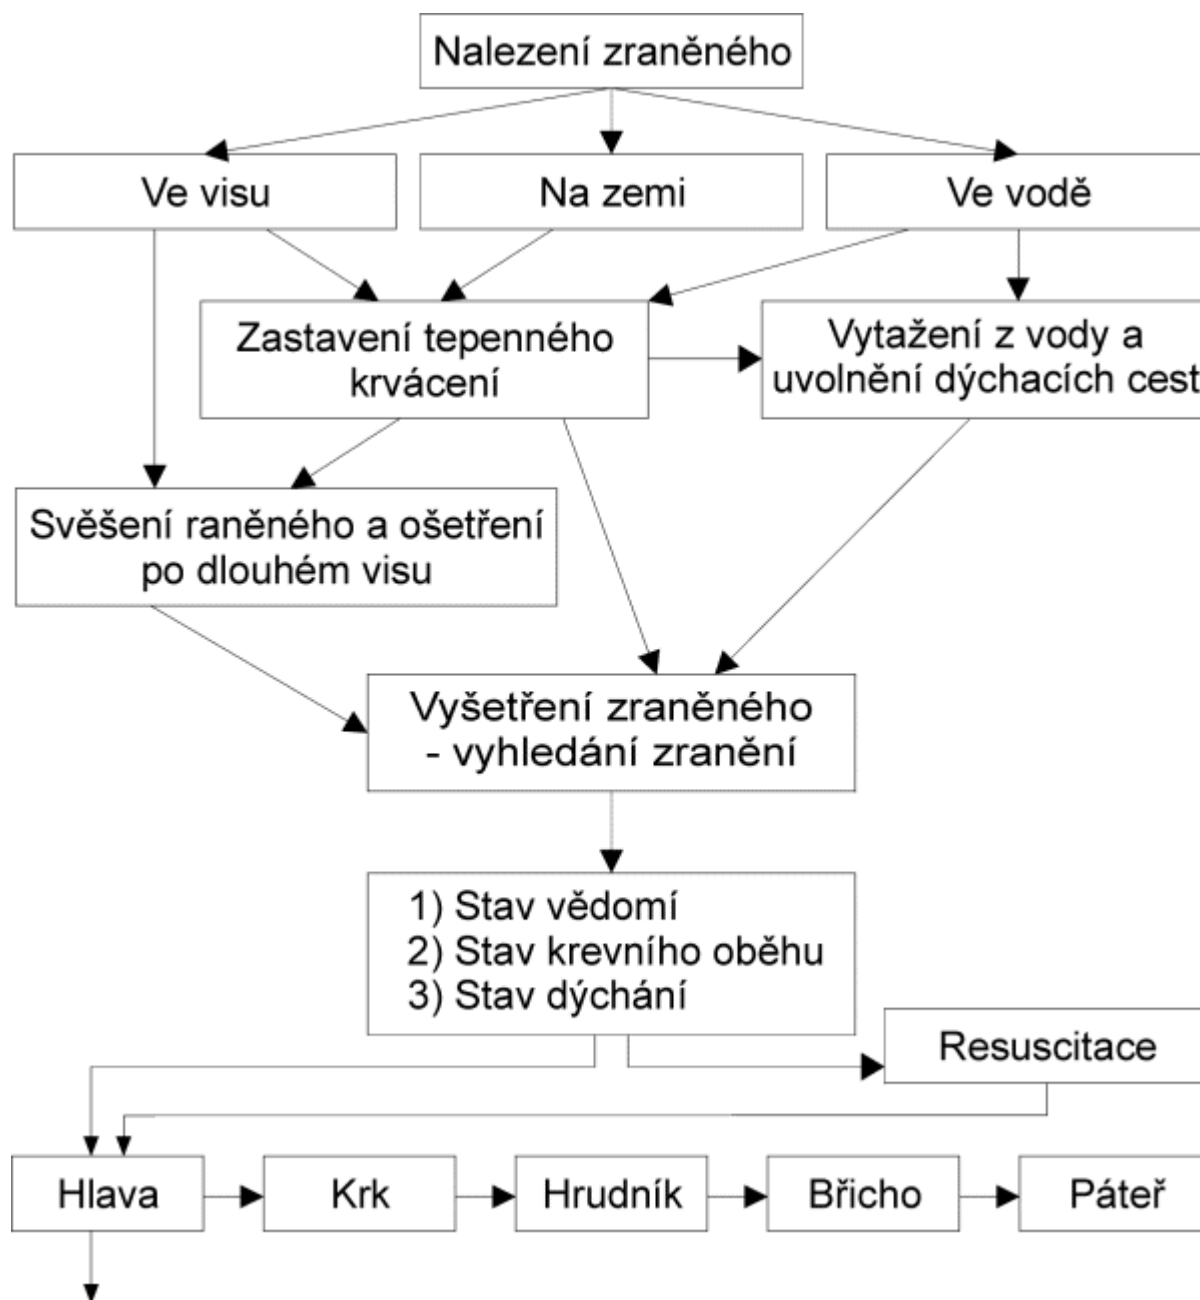 Nalezení zraněného
Ve visu
Na zemi
Ve vodě
Zastavení tepenného
krvácení
Vytažení z vody a
uvolnění dýchacích cest
Svěšení raněného a ošetření
po dlouhém visu
Vyšetření zraněného
- vyhledání zranění
1) Stav vědomí
2) Stav krevního oběhu
3) Stav dýchání
Resuscitace
Hlava
Krk
Hrudník
Břicho
Páteř